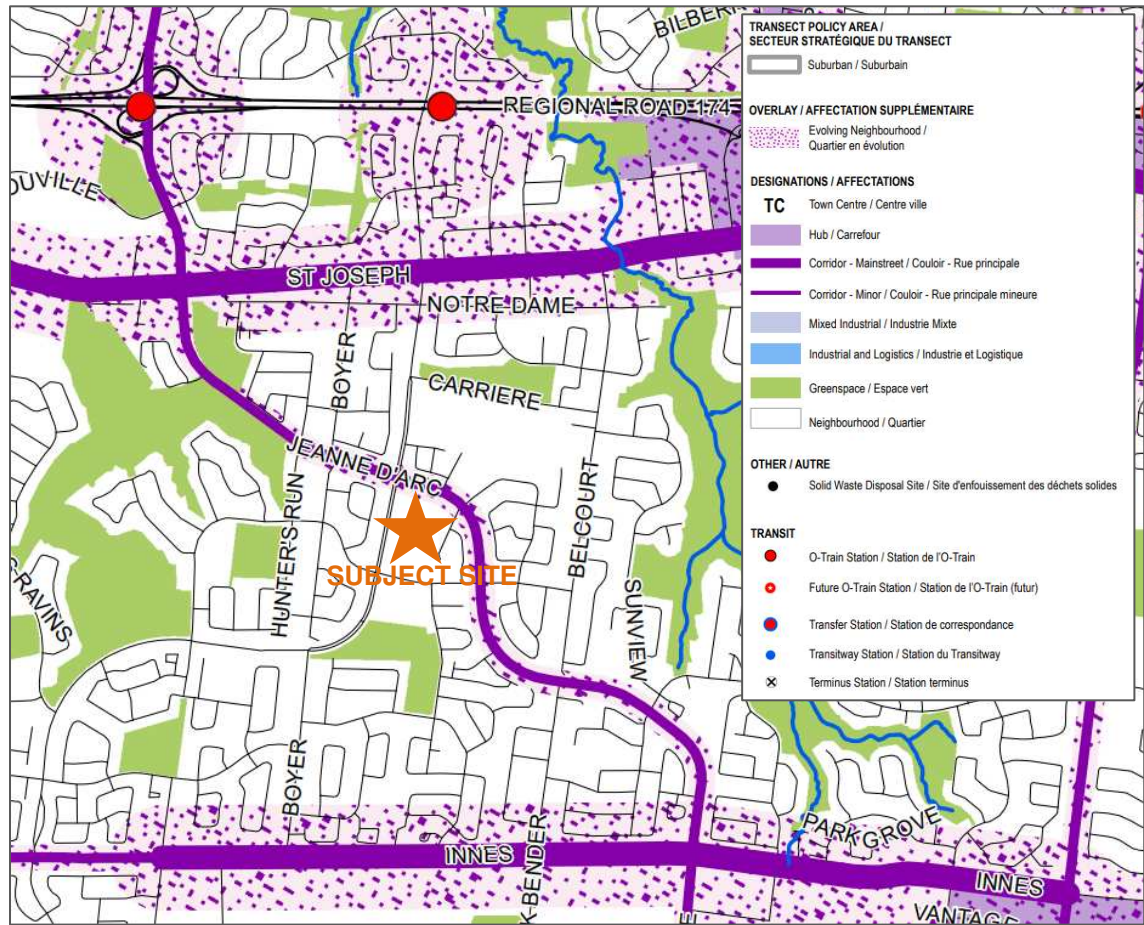 BILBER
REGIONAL ROAD 174
OUVILLE
ST JOSEPH
NOTRE DAME
BOYER
CARRIERE
JEANNE D'ARC
HUNTER'S RUN
BELCOURT
SUBJECT SITE
RAVINS
SUNVIEW
BOYER
PARKGROVE
INNES
K-BENDER
INNES
VANTAGE
TRANSECT POLICY AREA /
SECTEUR STRATÉGIQUE DU TRANSECT
Suburban / Suburbain
OVERLAY / AFFECTATION SUPPLÉMENTAIRE
Evolving Neighbourhood /
Quartier en évolution
DESIGNATIONS / AFFECTATIONS
TC Town Centre / Centre ville
Hub / Carrefour
Corridor - Mainstreet / Couloir - Rue principale
Corridor - Minor / Couloir - Rue principale mineure
Mixed Industrial / Industrie Mixte
Industrial and Logistics / Industrie et Logistique
Greenspace / Espace vert
Neighbourhood / Quartier
OTHER / AUTRE
Solid Waste Disposal Site / Site d'enfouissement des déchets solides
TRANSIT
O-Train Station / Station de l'O-Train
Future O-Train Station / Station de l'O-Train (futur)
Transfer Station / Station de correspondance
Transitway Station / Station du Transitway
Terminus Station / Station terminus